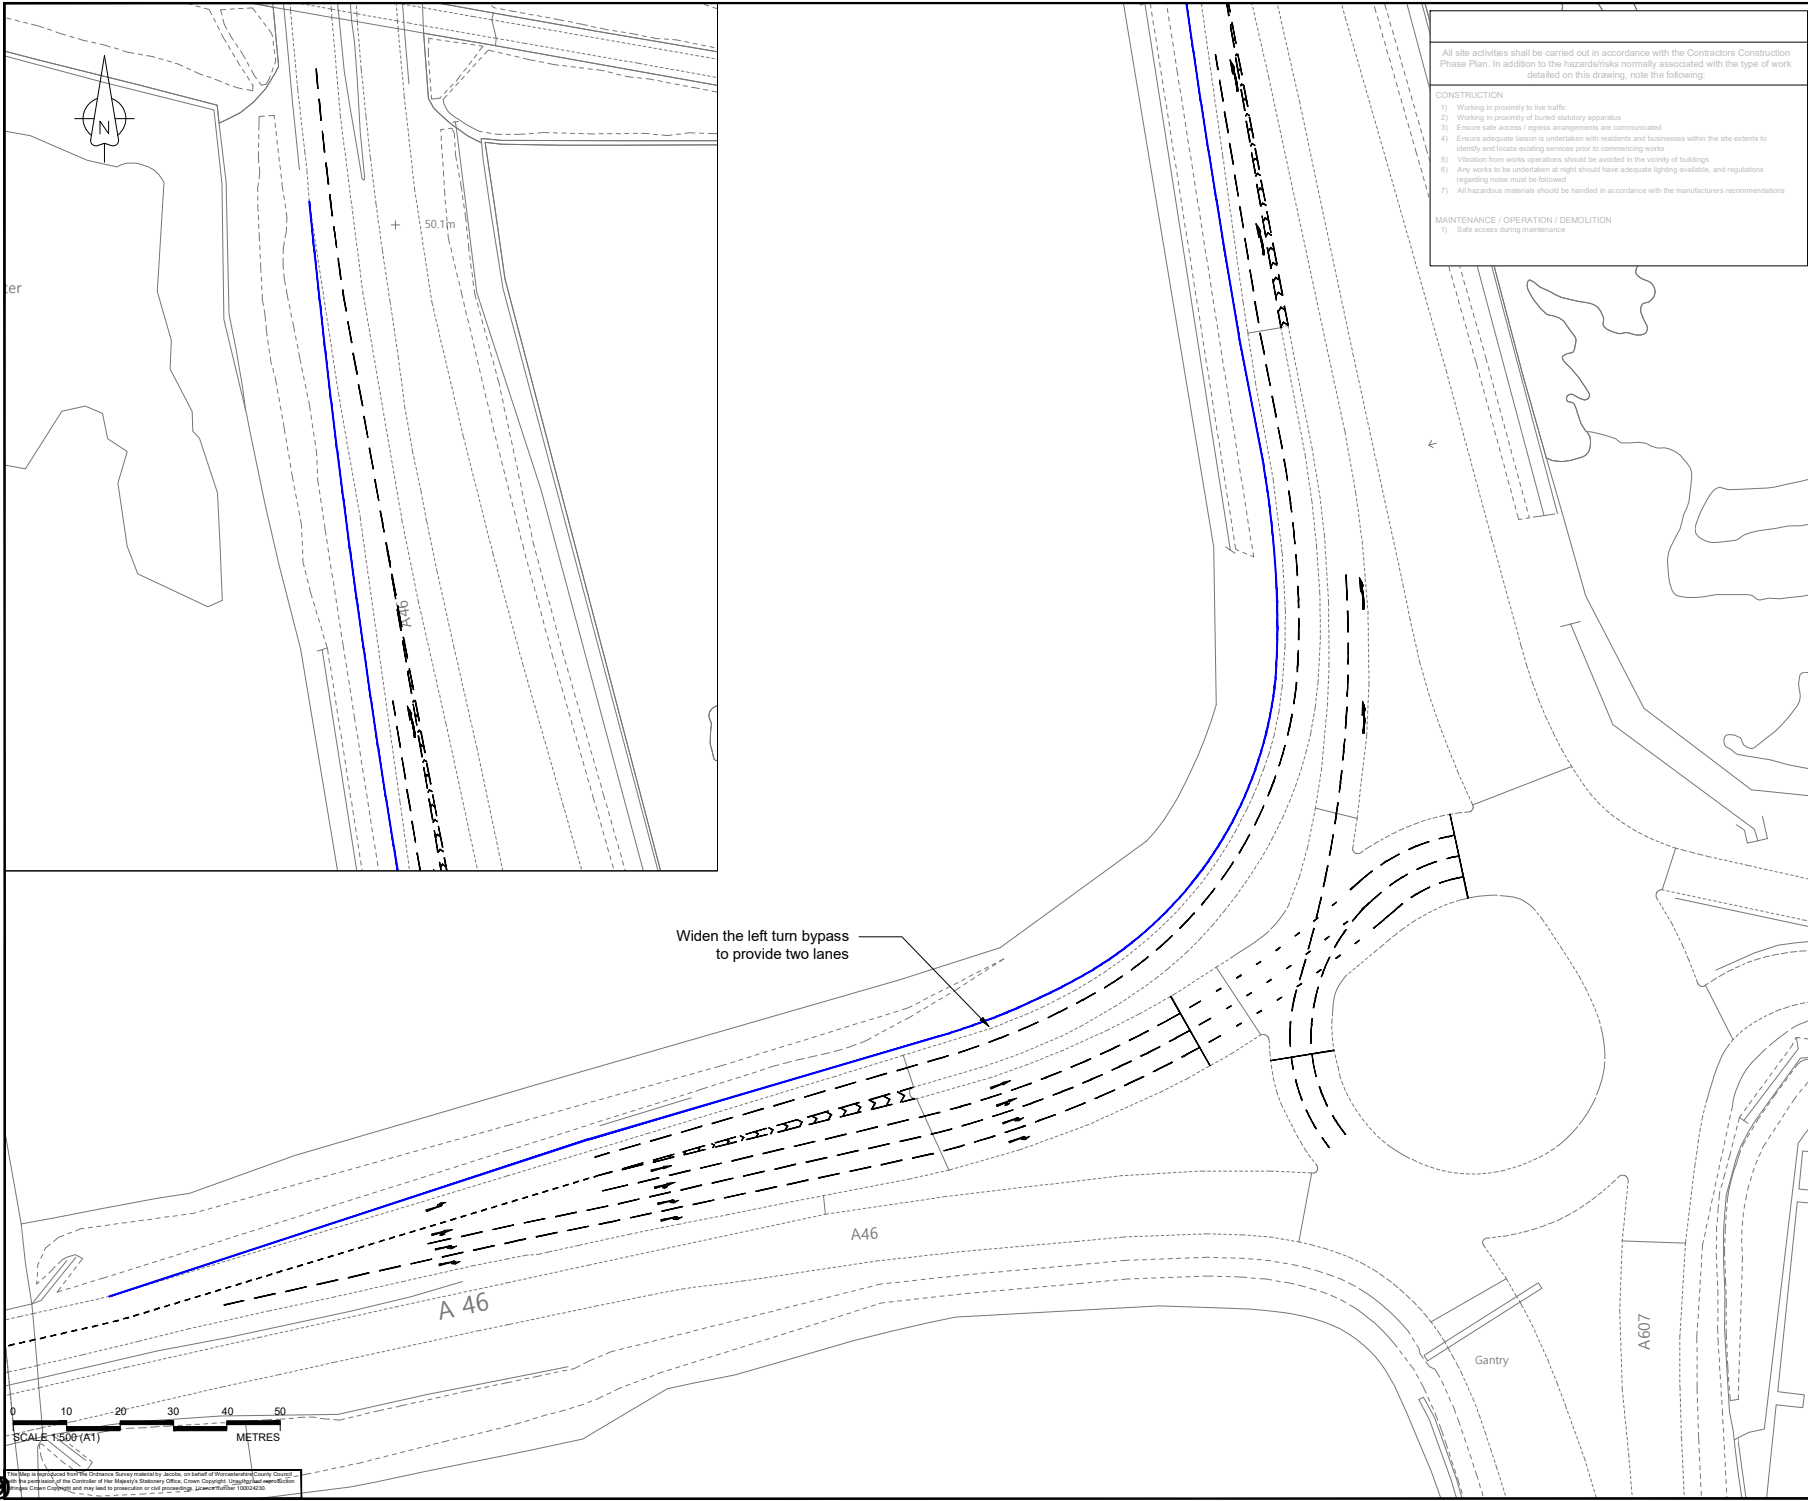 All site activities shall be carried out in accordance with the Contractors Construction
Phase Plan. In addition to the hazards/risks normally associated with the type of work
detailed on this drawing, note the following:
CONSTRUCTION
1) Working in proximity to live traffic
2) Working in proximity of buried statutory apparatus
3) Ensure safe access / egress arrangements are communicated
4) Ensure adequate liaison is undertaken with residents and businesses within the site extents to
identify and locate existing services prior to commencing works
5) Vibration from works operations should be avoided in the vicinity of buildings
6) Any works to be undertaken at night should have adequate lighting available, and regulations
regarding noise must be followed
7) All hazardous materials should be handled in accordance with the manufacturers recommendations
MAINTENANCE / OPERATION / DEMOLITION
1) Safe access during maintenance
N
50.1m
ter
A46
Widen the left turn bypass
to provide two lanes
A46
A 46
A607
Gantry
0 10 20 30 40 50
SCALE 1:500 (A1) METRES
This Map is reproduced from the Ordnance Survey material by Jacobs, on behalf of Worcestershire County Council
with the permission of the Controller of Her Majesty's Stationery Office, Crown Copyright. Unauthorised reproduction
infringes Crown Copyright and may lead to prosecution or civil proceedings. Licence Number 100024230.